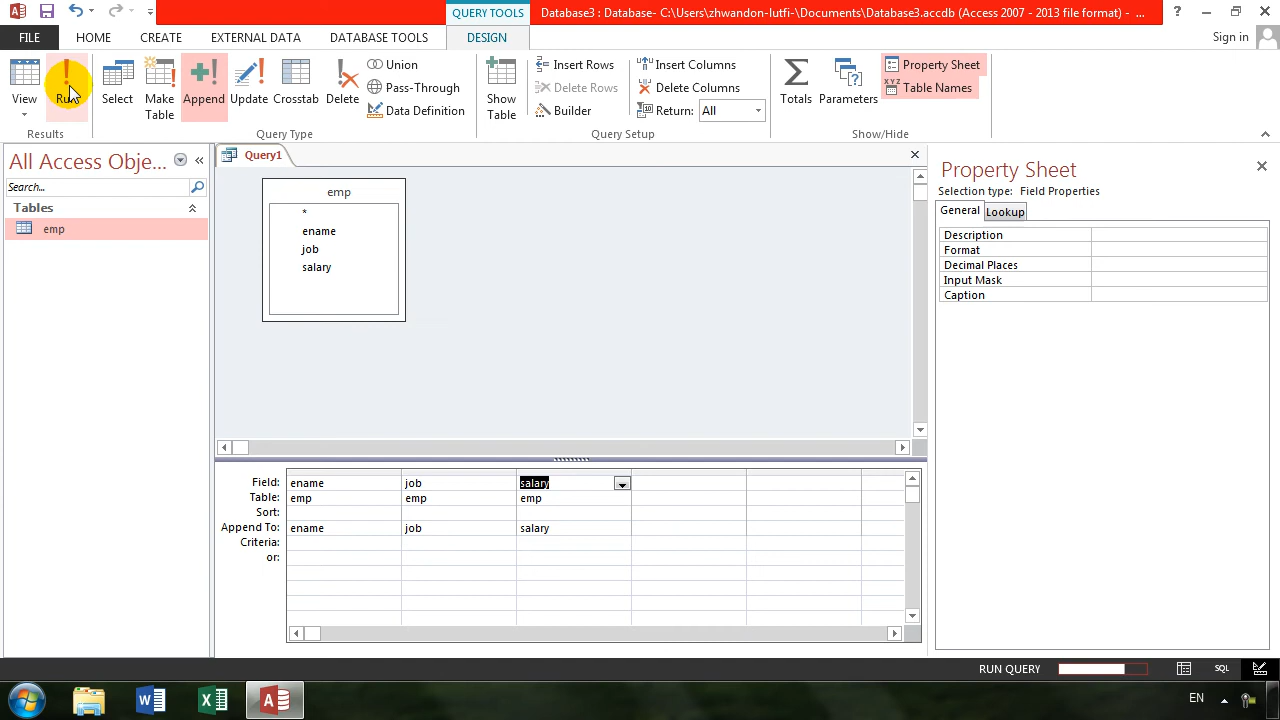 QUERY TOOLS
Database3 : Database- C:\Users\zhwandon-lutfi-\Documents\Database3.accdb (Access 2007 - 2013 file format) - ...
FILE HOME CREATE EXTERNAL DATA DATABASE TOOLS DESIGN Sign in
View Run Select Make Table Append Update Crosstab Delete
Union
Pass-Through
Data Definition
Show Table
Insert Rows
Delete Rows
Builder
Insert Columns
Delete Columns
Return: All
Totals Parameters
Property Sheet
XYZ Table Names
Results Query Type Query Setup Show/Hide
All Access Obje...
Search...
Tables
emp
Query1
emp
*
ename
job
salary
Property Sheet
Selection type: Field Properties
General Lookup
Description
Format
Decimal Places
Input Mask
Caption
Field: ename job salary
Table: emp emp emp
Sort:
Append To: ename job salary
Criteria:
or:
RUN QUERY SQL
EN